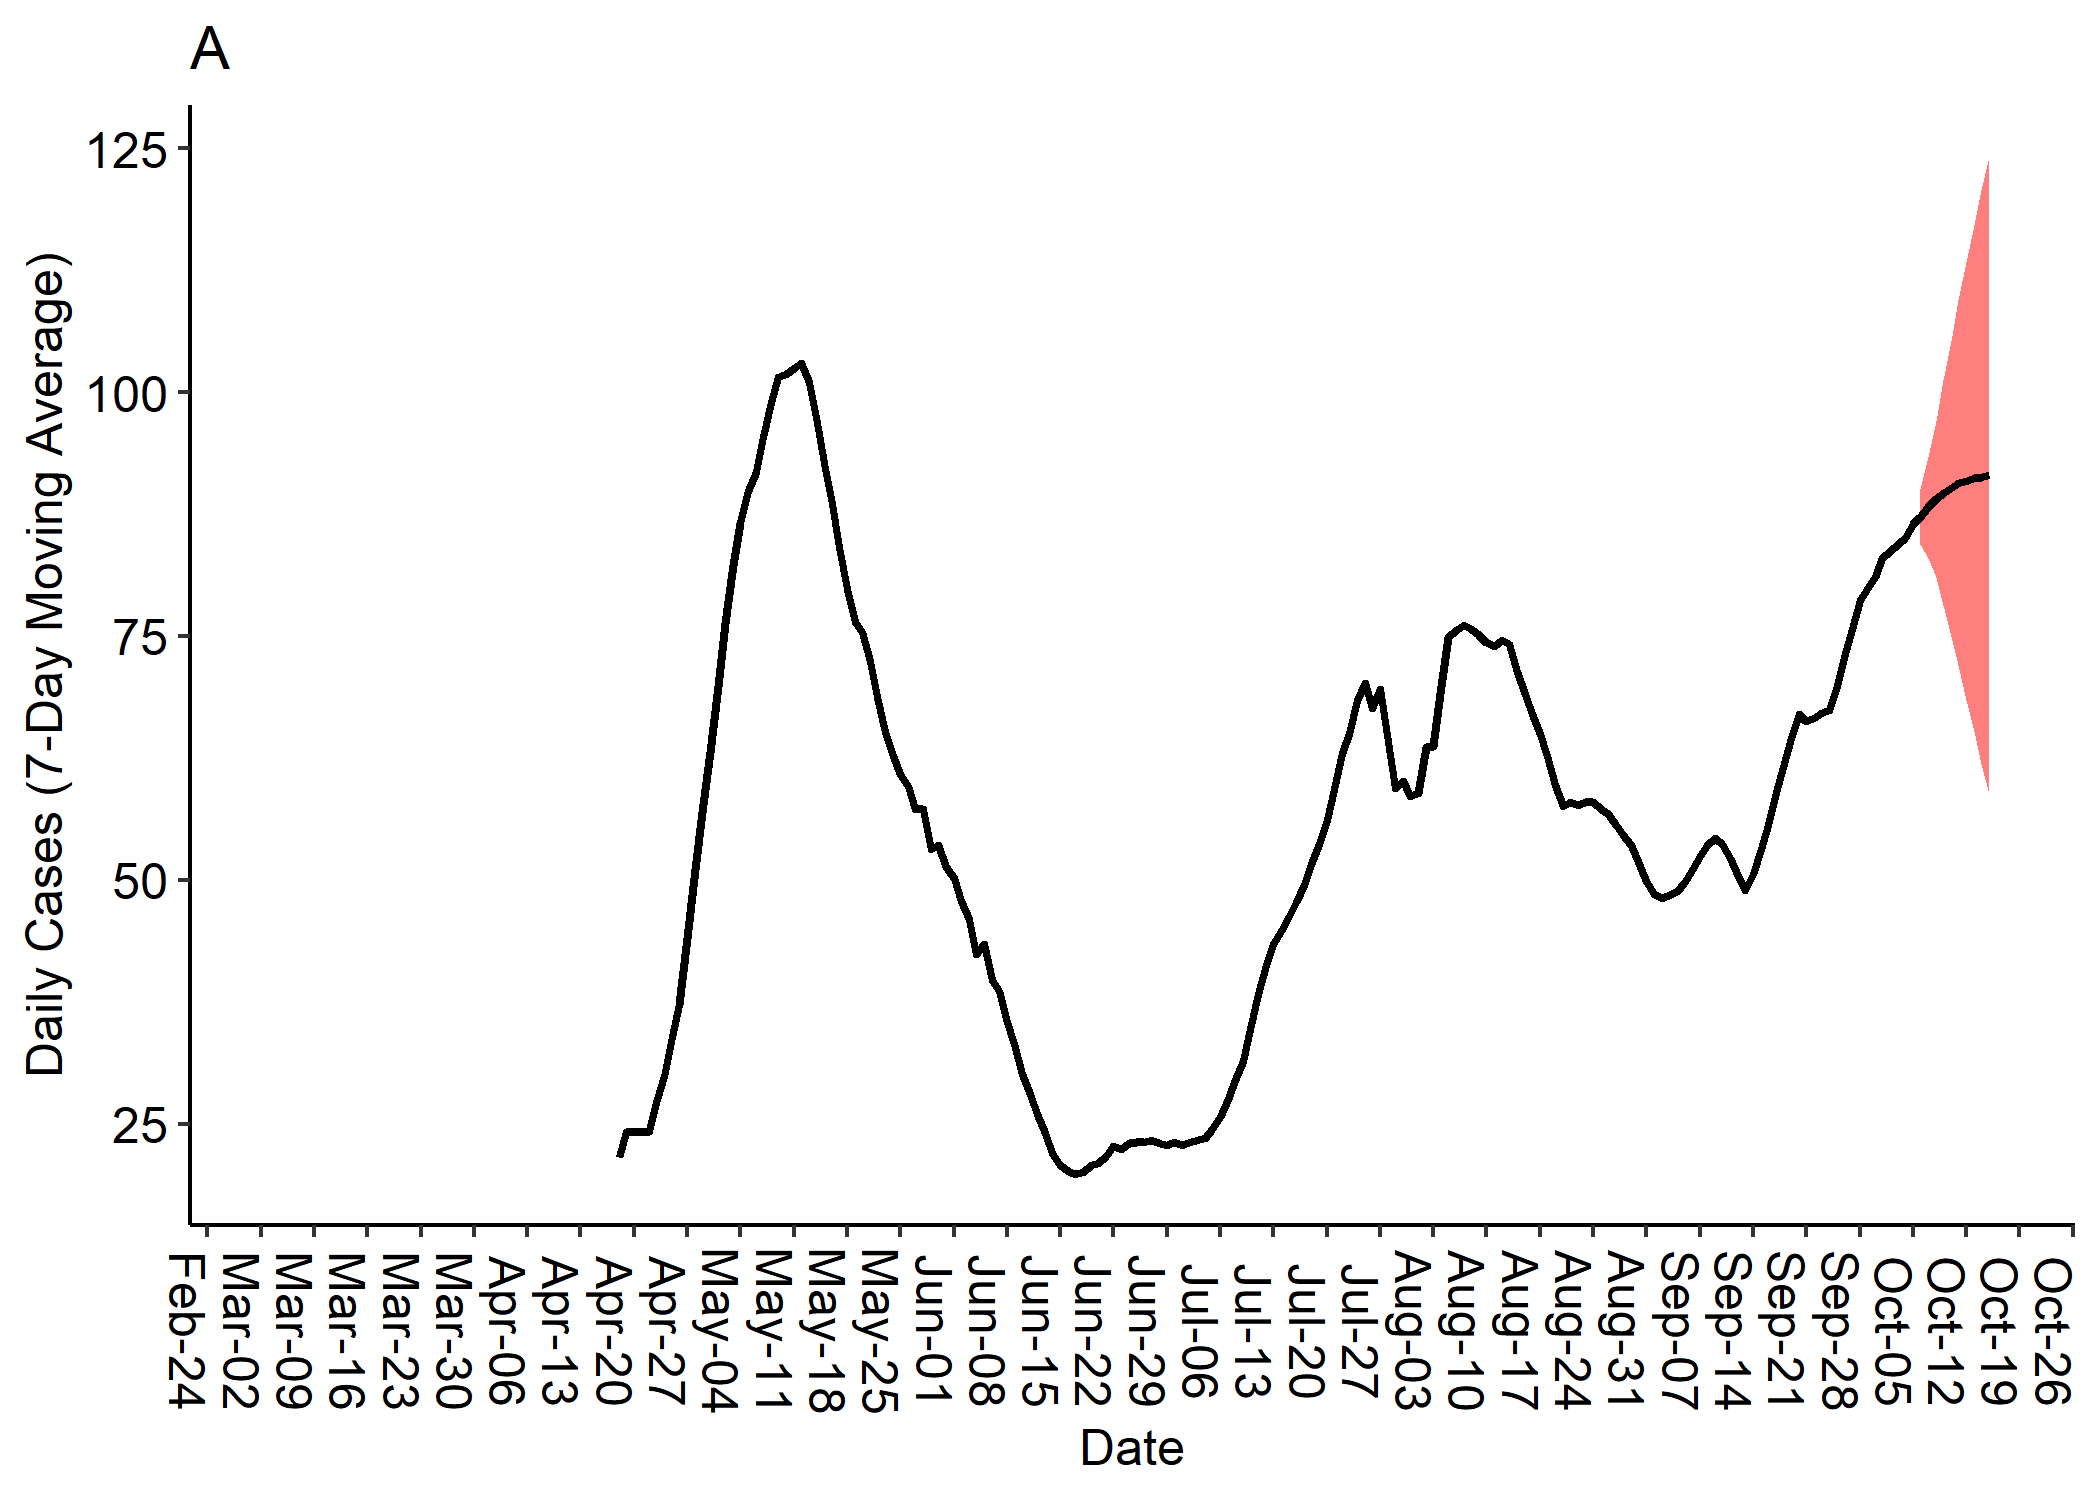 A
Daily Cases (7-Day Moving Average)
125
100
75
50
25
Feb-24
Mar-02
Mar-09
Mar-16
Mar-23
Mar-30
Apr-06
Apr-13
Apr-20
Apr-27
May-04
May-11
May-18
May-25
Jun-01
Jun-08
Jun-15
Jun-22
Jun-29
Jul-06
Jul-13
Jul-20
Jul-27
Aug-03
Aug-10
Aug-17
Aug-24
Aug-31
Sep-07
Sep-14
Sep-21
Sep-28
Oct-05
Oct-12
Oct-19
Oct-26
Date